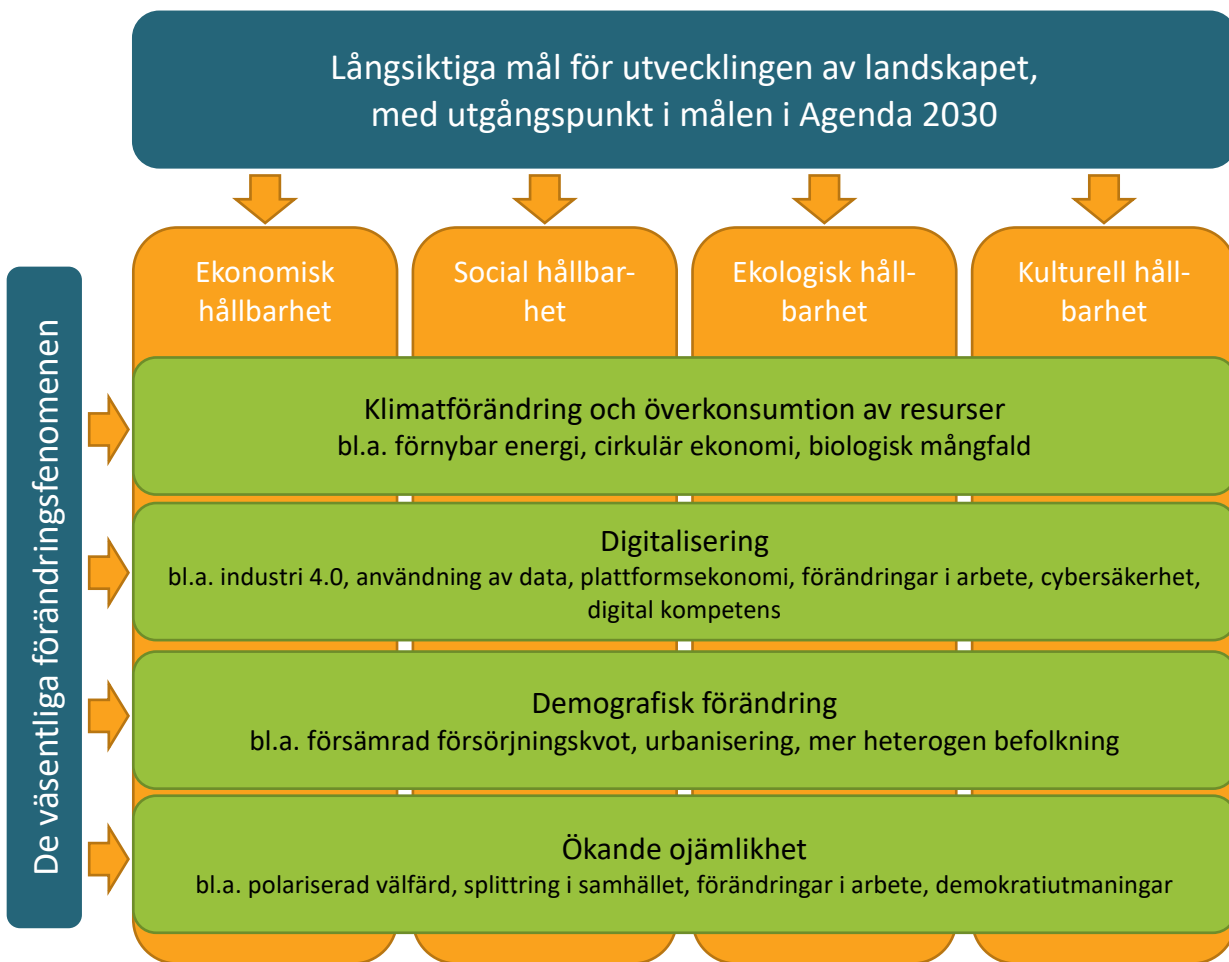 Långsiktiga mål för utvecklingen av landskapet,
med utgångspunkt i målen i Agenda 2030
Ekonomisk
hållbarhet
Social hållbar-
het
Ekologisk håll-
barhet
Kulturell håll-
barhet
De väsentliga förändringsfenomenen
Klimatförändring och överkonsumtion av resurser
bl.a. förnybar energi, cirkulär ekonomi, biologisk mångfald
Digitalisering
bl.a. industri 4.0, användning av data, plattformsekonomi, förändringar i arbete, cybersäkerhet,
digital kompetens
Demografisk förändring
bl.a. försämrad försörjningskvot, urbanisering, mer heterogen befolkning
Ökande ojämlikhet
bl.a. polariserad välfärd, splittring i samhället, förändringar i arbete, demokratiutmaningar